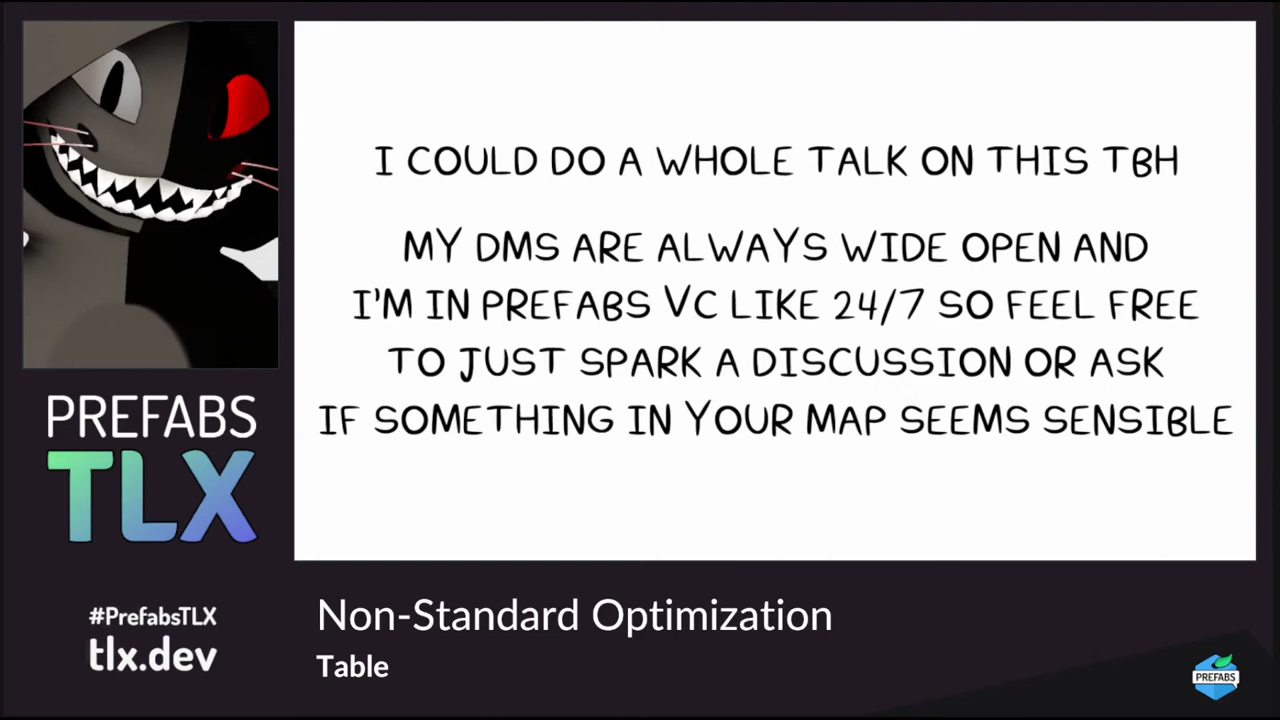 I COULD DO A WHOLE TALK ON THIS TBH
MY DMS ARE ALWAYS WIDE OPEN AND
I'M IN PREFABS VC LIKE 24/7 SO FEEL FREE
TO JUST SPARK A DISCUSSION OR ASK
IF SOMETHING IN YOUR MAP SEEMS SENSIBLE
PREFABS
TLX
#PrefabsTLX
tlx.dev
Non-Standard Optimization
Table
PREFABS